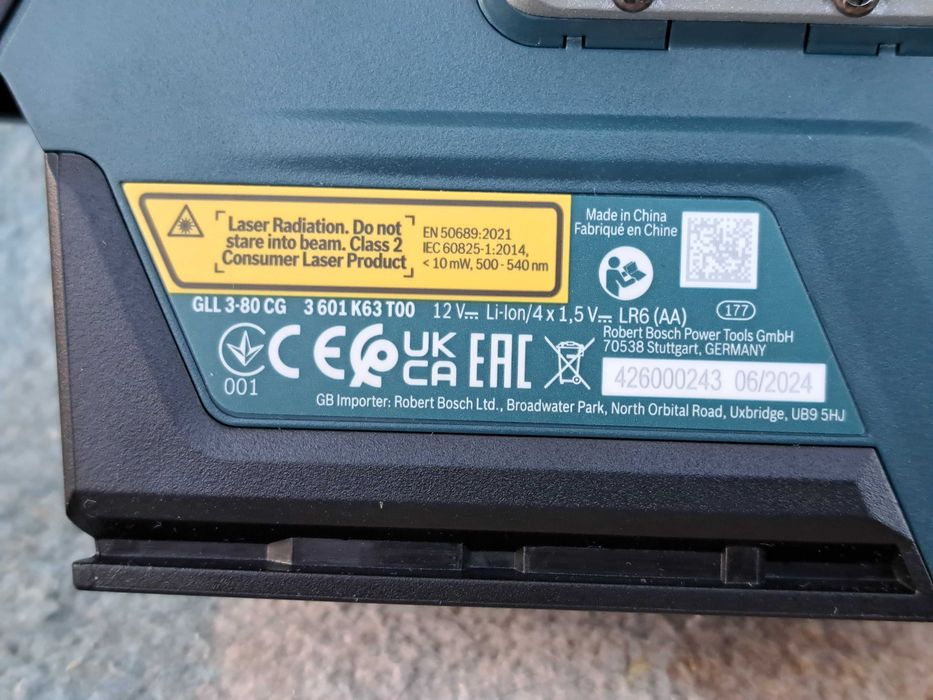 Laser Radiation. Do not
stare into beam. Class 2
Consumer Laser Product
EN 50689:2021
IEC 60825-1:2014,
< 10 mW, 500 - 540 nm
Made in China
Fabriqué en Chine
GLL 3-80 CG 3 601 K63 T00 12 V⎓ Li-Ion/4 x 1,5 V⎓ LR6 (AA) 177
Robert Bosch Power Tools GmbH
70538 Stuttgart, GERMANY
001 CE UK CA EAC
426000243 06/2024
GB Importer: Robert Bosch Ltd., Broadwater Park, North Orbital Road, Uxbridge, UB9 5HJ